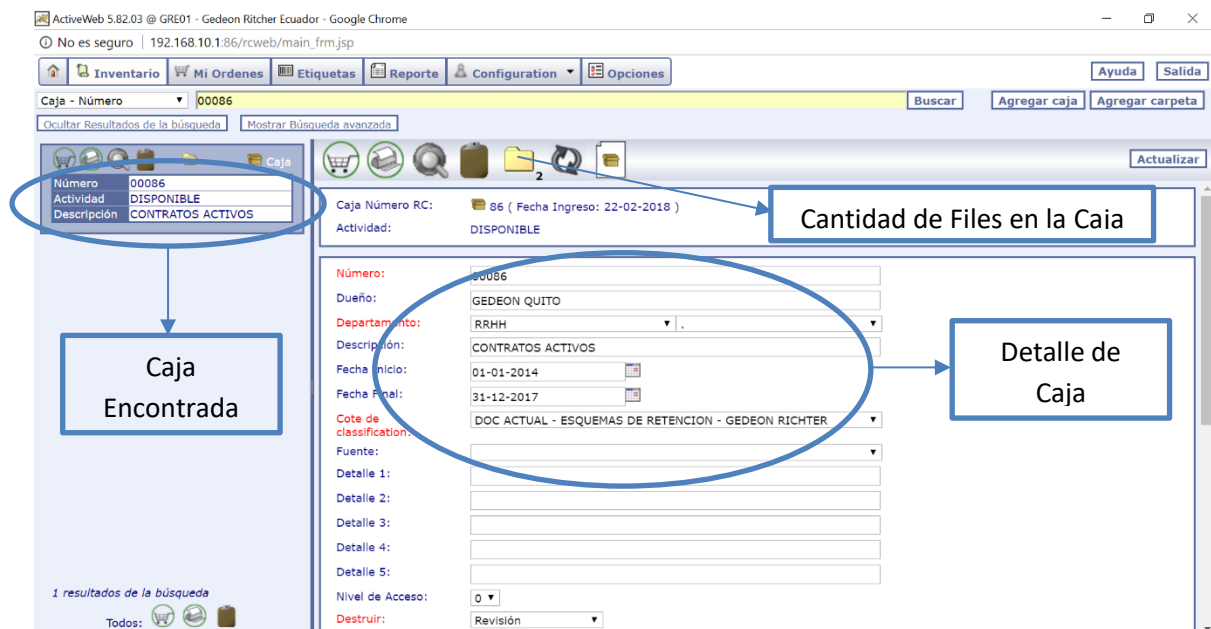 ActiveWeb 5.82.03 @ GRE01 - Gedeon Ritcher Ecuador - Google Chrome
No es seguro | 192.168.10.1:86/rcweb/main_frm.jsp
Inventario Mi Ordenes Etiquetas Reporte Configuration Opciones Ayuda Salida
Caja - Número 00086 Buscar Agregar caja Agregar carpeta
Ocultar Resultados de la búsqueda Mostrar Búsqueda avanzada
Caja
Número 00086
Actividad DISPONIBLE
Descripción CONTRATOS ACTIVOS
Caja
Encontrada
1 resultados de la búsqueda
Todos:
2
Actualizar
Caja Número RC: 86 ( Fecha Ingreso: 22-02-2018 )
Actividad: DISPONIBLE
Cantidad de Files en la Caja
Número: 00086
Dueño: GEDEON QUITO
Departamento: RRHH .
Descripción: CONTRATOS ACTIVOS
Fecha Inicio: 01-01-2014
Fecha Final: 31-12-2017
Cote de
classification: DOC ACTUAL - ESQUEMAS DE RETENCION - GEDEON RICHTER
Fuente:
Detalle 1:
Detalle 2:
Detalle 3:
Detalle 4:
Detalle 5:
Nivel de Acceso: 0
Destruir: Revisión
Detalle de
Caja